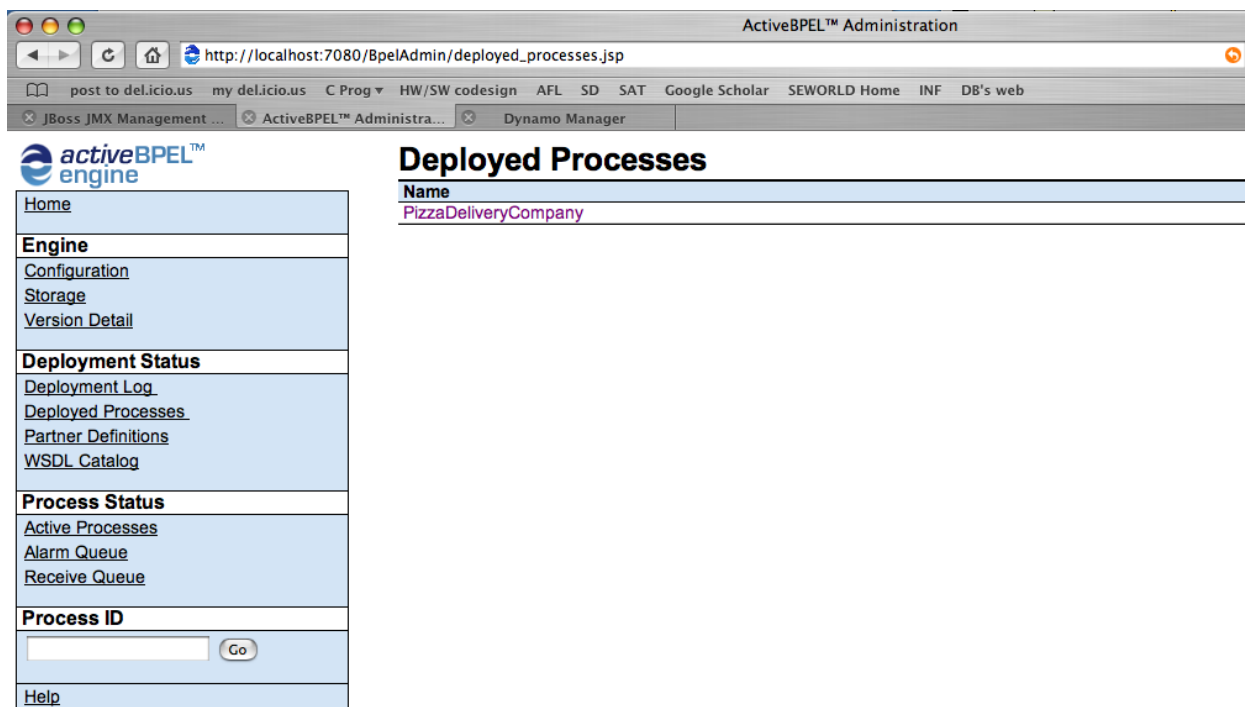 ActiveBPEL™ Administration
http://localhost:7080/BpelAdmin/deployed_processes.jsp
post to del.icio.us my del.icio.us C Prog HW/SW codesign AFL SD SAT Google Scholar SEWORLD Home INF DB's web
JBoss JMX Management ... ActiveBPEL™ Administra... Dynamo Manager
activeBPEL™
engine
Home
Engine
Configuration
Storage
Version Detail
Deployment Status
Deployment Log
Deployed Processes
Partner Definitions
WSDL Catalog
Process Status
Active Processes
Alarm Queue
Receive Queue
Process ID
Go
Help
Deployed Processes
Name
PizzaDeliveryCompany